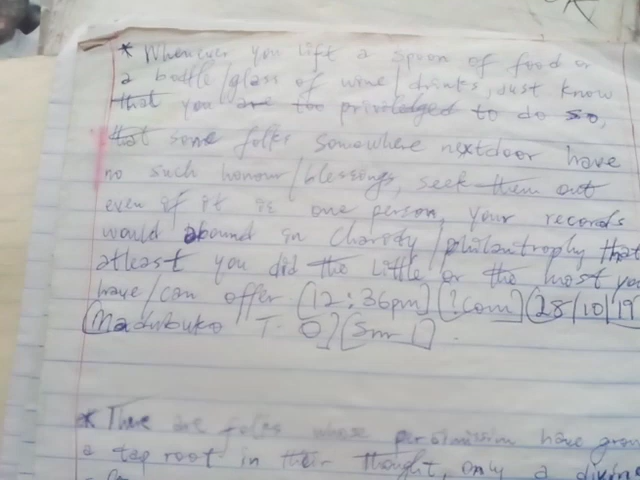 * Whenever you lift a spoon of food or
a bottle/glass of wine/drinks, just know
that you are too priviledged to do so,
that some folks somewhere nextdoor have
no such honour/blessings, seek them out
even if it is one person, your records
would abound in Charity/philantrophy that
atleast you did the little or the most you
have/can offer [12:36pm] [!Com] [28/10/19]
[Madubuko T. O] [Sm 1].
* There are folks whose permission have grown
a tap root in their thought, only a divine